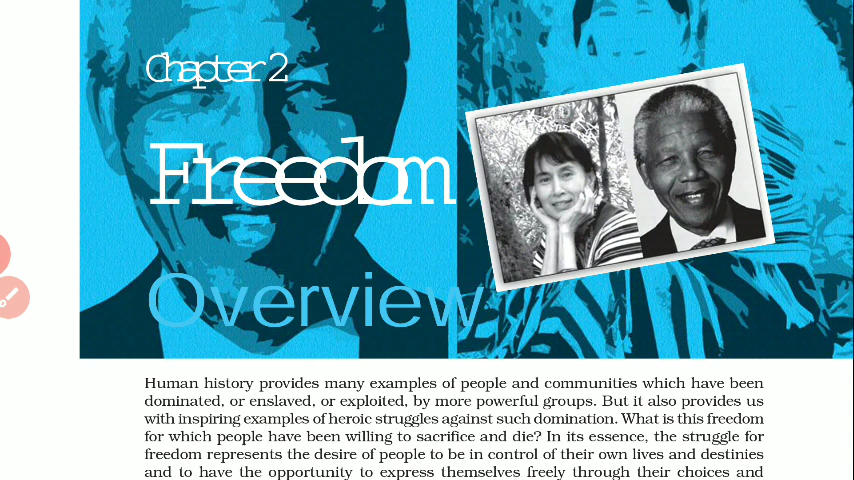 Chapter 2
Freedom
Overview
Human history provides many examples of people and communities which have been
dominated, or enslaved, or exploited, by more powerful groups. But it also provides us
with inspiring examples of heroic struggles against such domination. What is this freedom
for which people have been willing to sacrifice and die? In its essence, the struggle for
freedom represents the desire of people to be in control of their own lives and destinies
and to have the opportunity to express themselves freely through their choices and